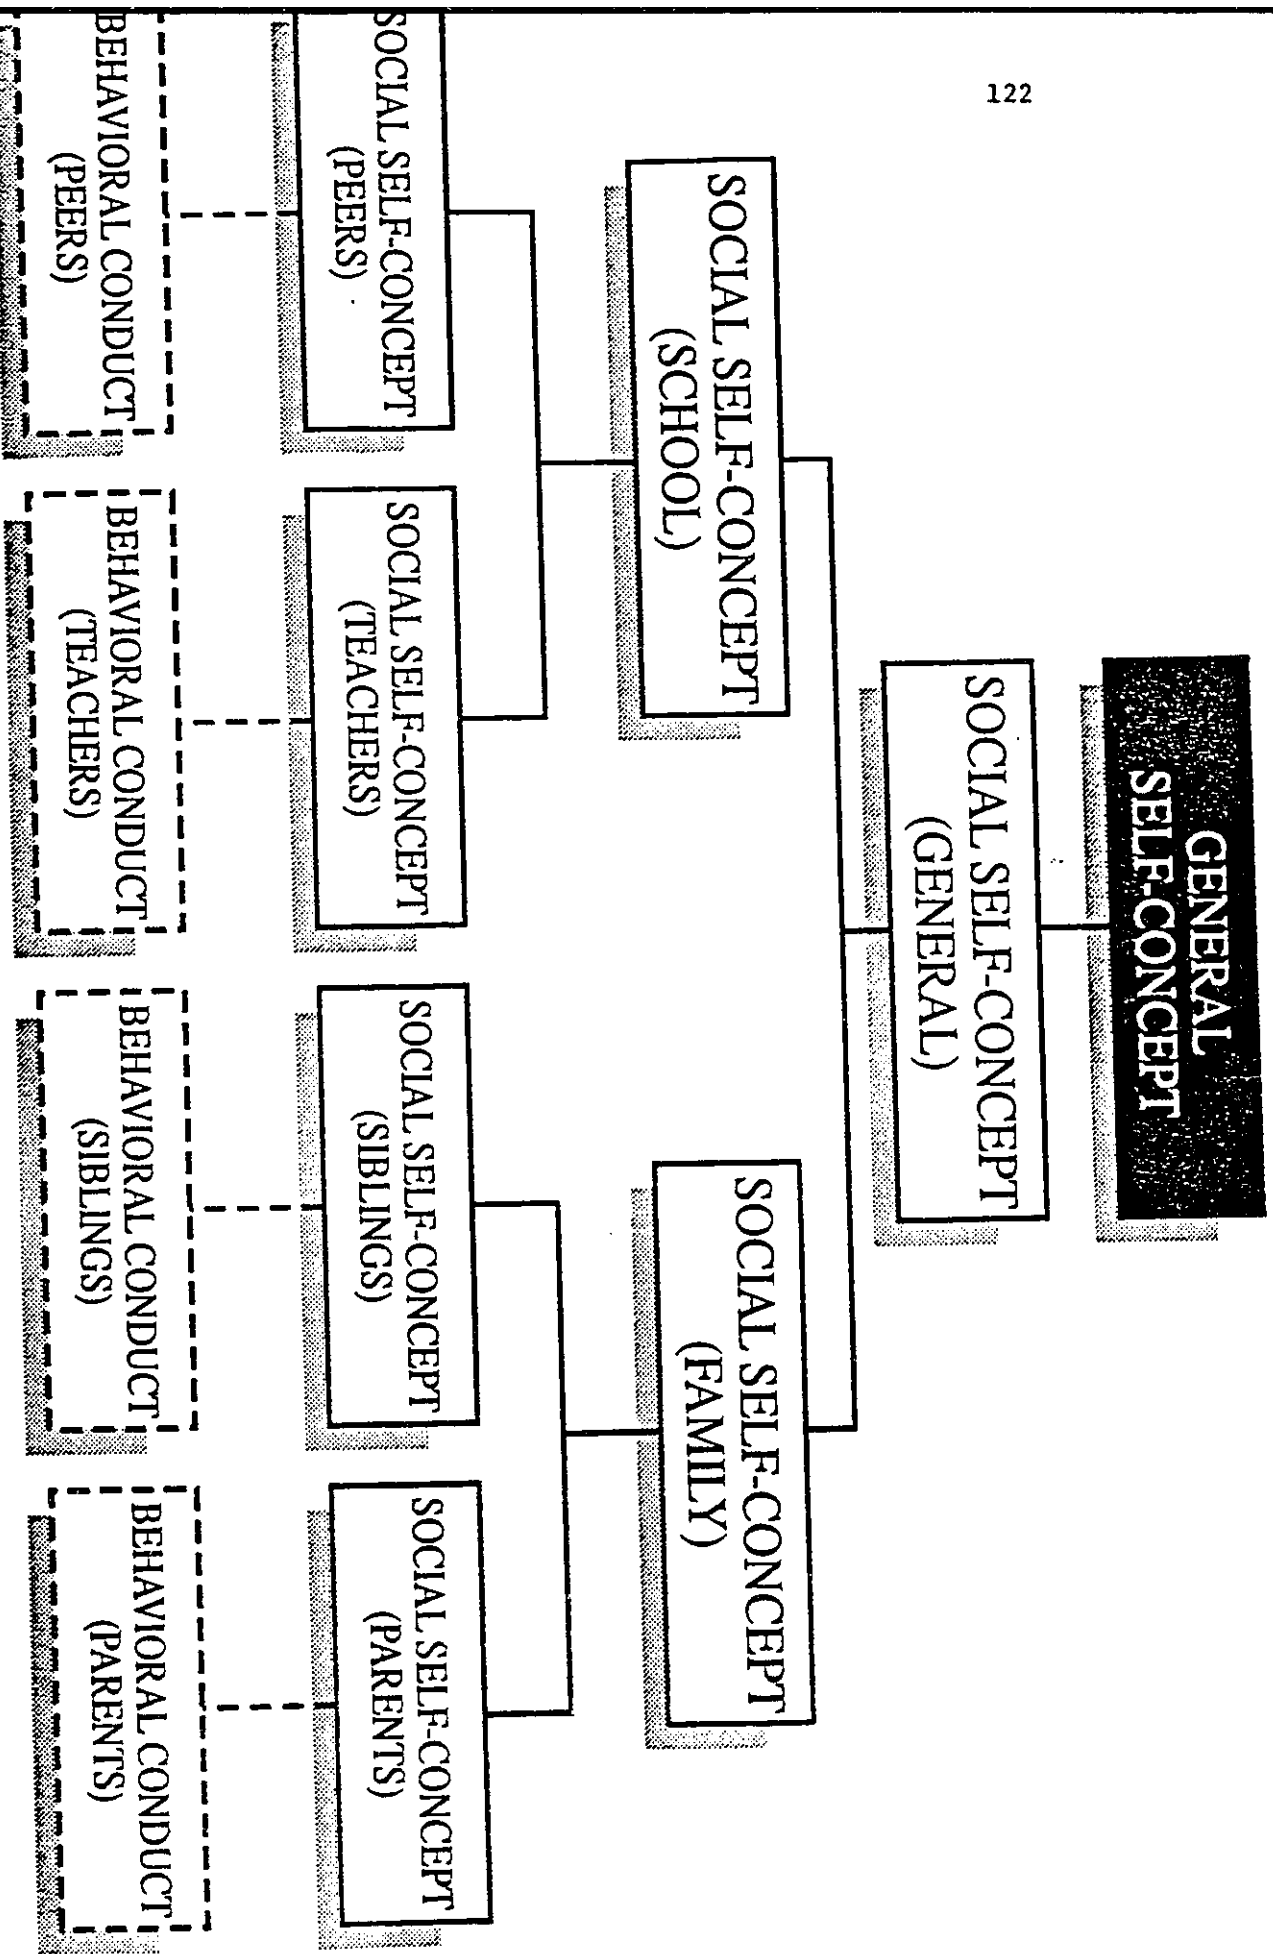 122
GENERAL
SELF-CONCEPT
SOCIAL SELF-CONCEPT
(GENERAL)
SOCIAL SELF-CONCEPT
(SCHOOL)
SOCIAL SELF-CONCEPT
(FAMILY)
SOCIAL SELF-CONCEPT
(PEERS)
SOCIAL SELF-CONCEPT
(TEACHERS)
SOCIAL SELF-CONCEPT
(SIBLINGS)
SOCIAL SELF-CONCEPT
(PARENTS)
BEHAVIORAL CONDUCT
(PEERS)
BEHAVIORAL CONDUCT
(TEACHERS)
BEHAVIORAL CONDUCT
(SIBLINGS)
BEHAVIORAL CONDUCT
(PARENTS)